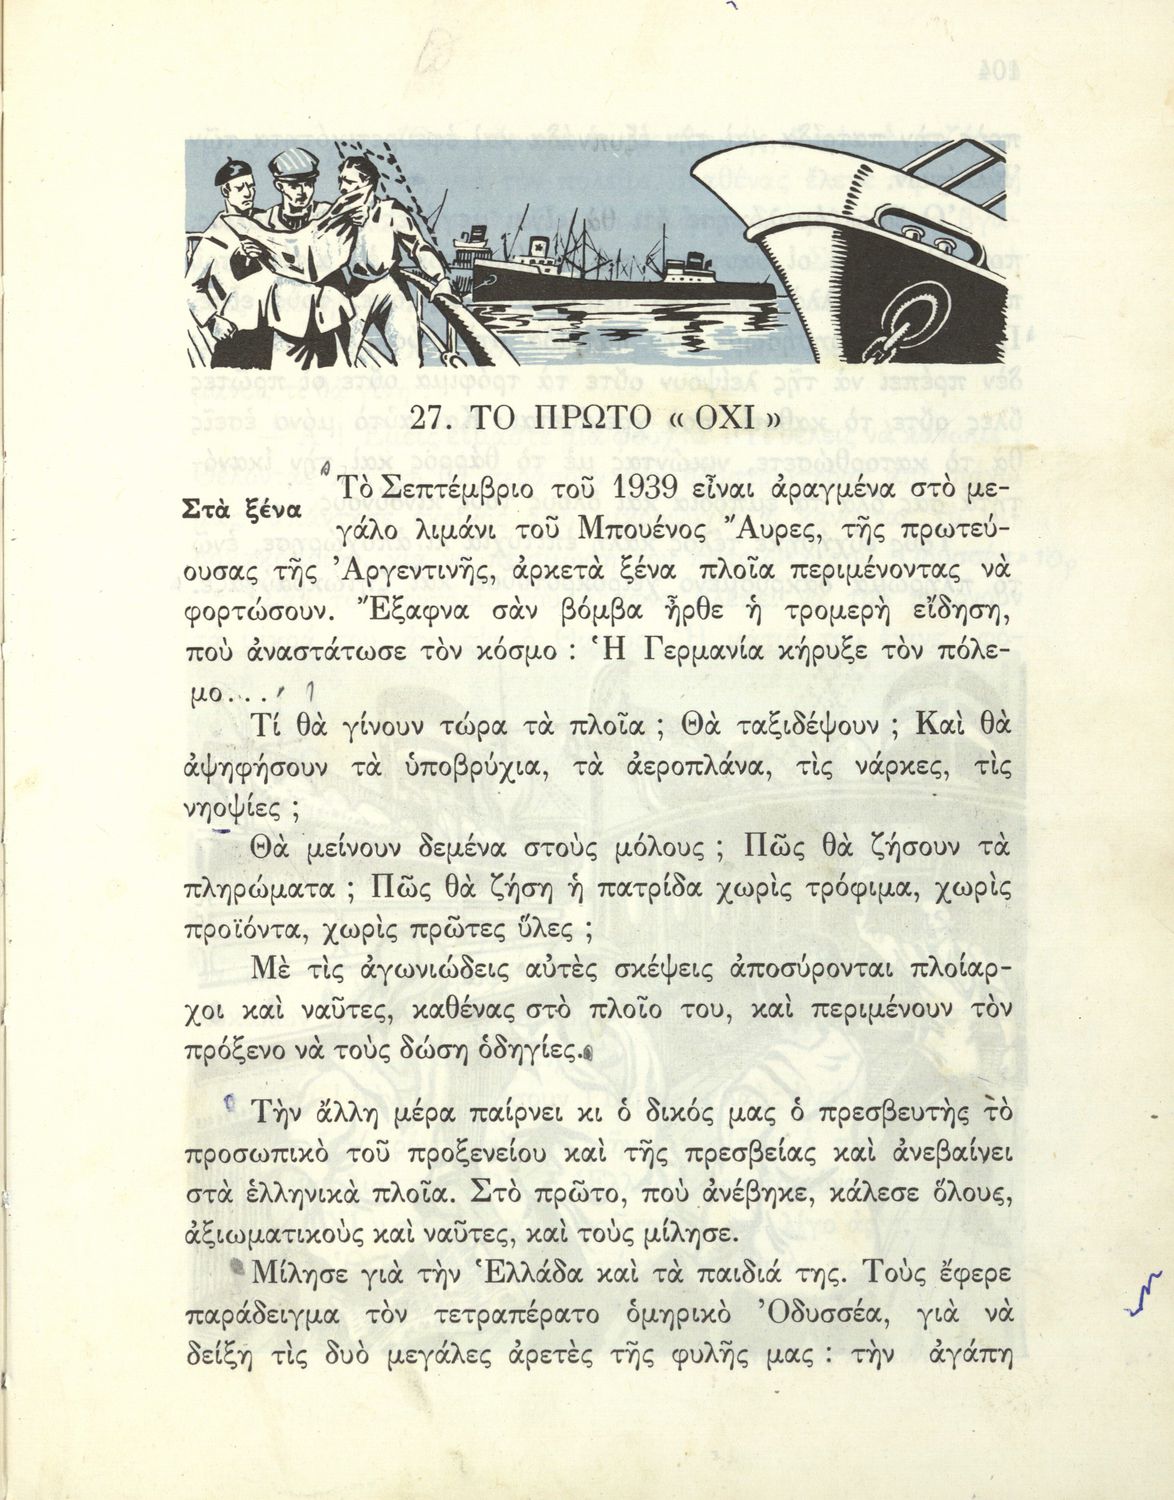 27. ΤΟ ΠΡΩΤΟ « ΟΧΙ »
Στὰ ξένα
Τὸ Σεπτέμβριο τοῦ 1939 εἶναι ἀραγμένα στὸ με-
γάλο λιμάνι τοῦ Μπουένος Ἄυρες, τῆς πρωτεύ-
ουσας τῆς Ἀργεντινῆς, ἀρκετὰ ξένα πλοῖα περιμένοντας νὰ
φορτώσουν. Ἔξαφνα σὰν βόμβα ἦρθε ἡ τρομερὴ εἴδηση,
ποὺ ἀναστάτωσε τὸν κόσμο : Ἡ Γερμανία κήρυξε τὸν πόλε-
μο...
Τί θὰ γίνουν τώρα τὰ πλοῖα ; Θὰ ταξιδέψουν ; Καὶ θὰ
ἀψηφήσουν τὰ ὑποβρύχια, τὰ ἀεροπλάνα, τὶς νάρκες, τὶς
νηοψίες ;
Θὰ μείνουν δεμένα στοὺς μόλους ; Πῶς θὰ ζήσουν τὰ
πληρώματα ; Πῶς θὰ ζήση ἡ πατρίδα χωρὶς τρόφιμα, χωρὶς
προϊόντα, χωρὶς πρῶτες ὕλες ;
Μὲ τὶς ἀγωνιώδεις αὐτὲς σκέψεις ἀποσύρονται πλοίαρ-
χοι καὶ ναῦτες, καθένας στὸ πλοῖο του, καὶ περιμένουν τὸν
πρόξενο νὰ τοὺς δώση ὁδηγίες.
Τὴν ἄλλη μέρα παίρνει κι ὁ δικός μας ὁ πρεσβευτὴς τὸ
προσωπικὸ τοῦ προξενείου καὶ τῆς πρεσβείας καὶ ἀνεβαίνει
στὰ ἑλληνικὰ πλοῖα. Στὸ πρῶτο, ποὺ ἀνέβηκε, κάλεσε ὅλους,
ἀξιωματικοὺς καὶ ναῦτες, καὶ τοὺς μίλησε.
Μίλησε γιὰ τὴν Ἑλλάδα καὶ τὰ παιδιά της. Τοὺς ἔφερε
παράδειγμα τὸν τετραπέρατο ὁμηρικὸ Ὀδυσσέα, γιὰ νὰ
δείξη τὶς δυὸ μεγάλες ἀρετὲς τῆς φυλῆς μας : τὴν ἀγάπη